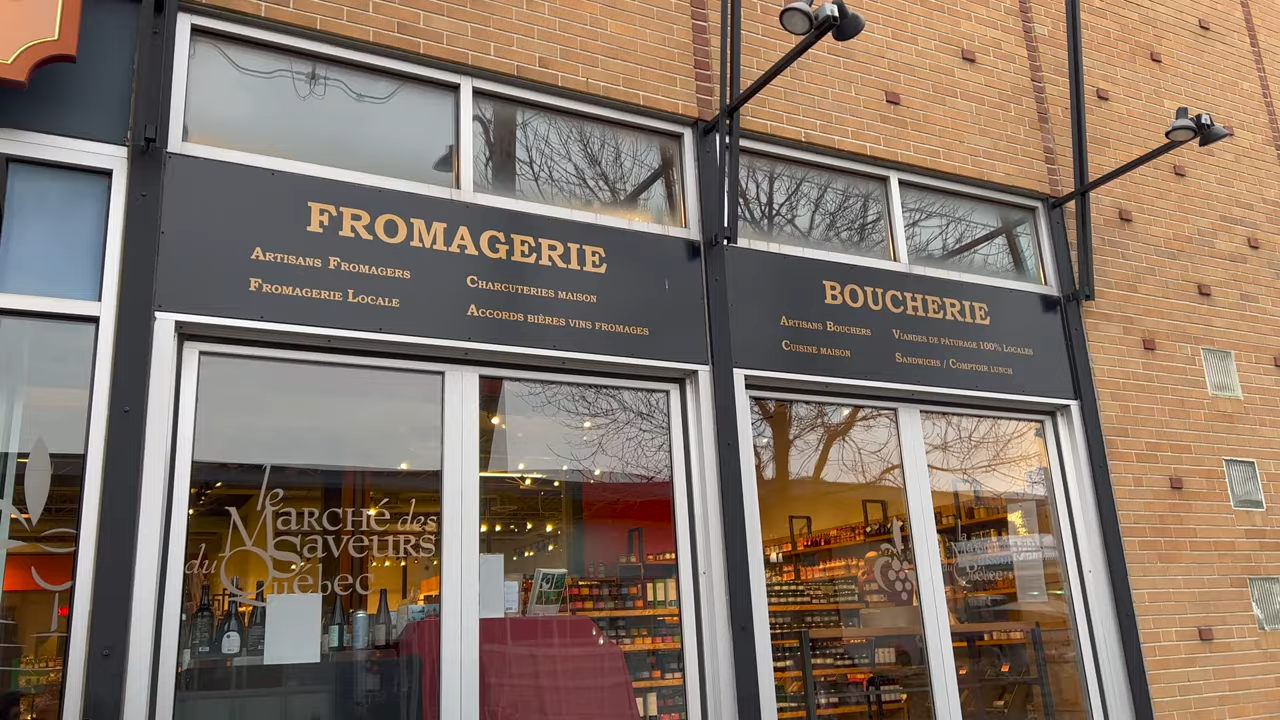 FROMAGERIE
ARTISANS FROMAGERS
FROMAGERIE LOCALE
CHARCUTERIES MAISON
ACCORDS BIÈRES VINS FROMAGES
BOUCHERIE
ARTISANS BOUCHERS
CUISINE MAISON
VIANDES DE PÂTURAGE 100% LOCALES
SANDWICHS / COMPTOIR LUNCH
le
MARCHÉ des
SAVEURS
du QUÉBEC